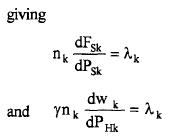 giving
n_k dF_Sk/dP_Sk = λ_k
and γn_k dw_k/dP_Hk = λ_k